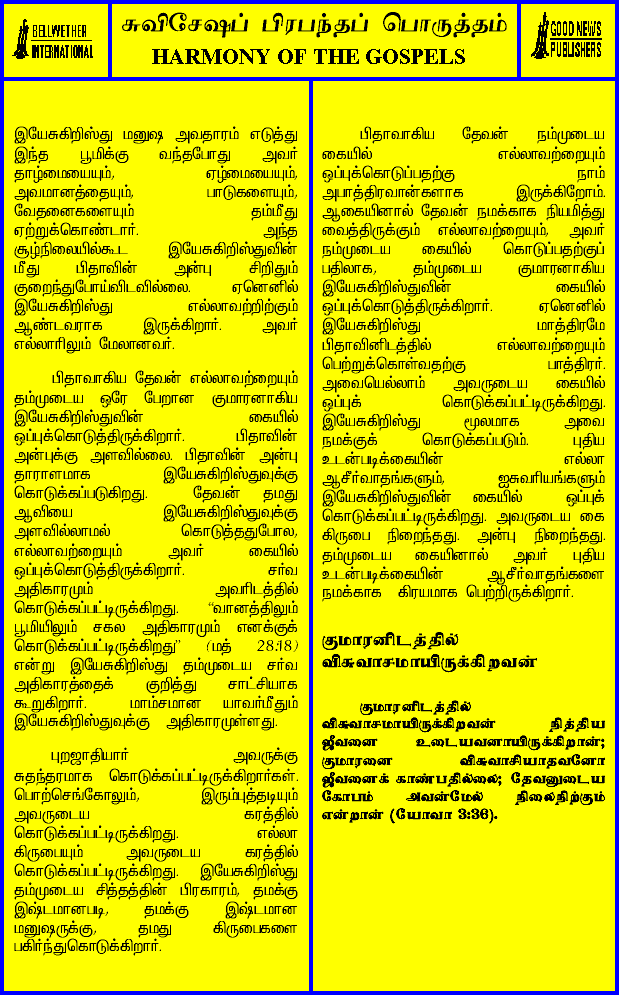 BELLWETHER
INTERNATIONAL
சுவிசேஷப் பிரபந்தப் பொருத்தம்
HARMONY OF THE GOSPELS
GOOD NEWS
PUBLISHERS
இயேசுகிறிஸ்து மனுஷ அவதாரம் எடுத்து
இந்த பூமிக்கு வந்தபோது அவர்
தாழ்மையையும், ஏழ்மையையும்,
அவமானத்தையும், பாடுகளையும்,
வேதனைகளையும் தம்மீது
ஏற்றுக்கொண்டார். அந்த
சூழ்நிலையில்கூட இயேசுகிறிஸ்துவின்
மீது பிதாவின் அன்பு சிறிதும்
குறைந்துபோய்விடவில்லை. ஏனெனில்
இயேசுகிறிஸ்து எல்லாவற்றிற்கும்
ஆண்டவராக இருக்கிறார். அவர்
எல்லாரிலும் மேலானவர்.
பிதாவாகிய தேவன் எல்லாவற்றையும்
தம்முடைய ஒரே பேறான குமாரனாகிய
இயேசுகிறிஸ்துவின் கையில்
ஒப்புக்கொடுத்திருக்கிறார். பிதாவின்
அன்புக்கு அளவில்லை. பிதாவின் அன்பு
தாராளமாக இயேசுகிறிஸ்துவுக்கு
கொடுக்கப்படுகிறது. தேவன் தமது
ஆவியை இயேசுகிறிஸ்துவுக்கு
அளவில்லாமல் கொடுத்ததுபோல,
எல்லாவற்றையும் அவர் கையில்
ஒப்புக்கொடுத்திருக்கிறார். சர்வ
அதிகாரமும் அவரிடத்தில்
கொடுக்கப்பட்டிருக்கிறது. "வானத்திலும்
பூமியிலும் சகல அதிகாரமும் எனக்குக்
கொடுக்கப்பட்டிருக்கிறது" (மத் 28:18)
என்று இயேசுகிறிஸ்து தம்முடைய சர்வ
அதிகாரத்தைக் குறித்து சாட்சியாக
கூறுகிறார். மாம்சமான யாவர்மீதும்
இயேசுகிறிஸ்துவுக்கு அதிகாரமுள்ளது.
புறஜாதியார் அவருக்கு
சுதந்தரமாக கொடுக்கப்பட்டிருக்கிறார்கள்.
பொற்செங்கோலும், இரும்புத்தடியும்
அவருடைய கரத்தில்
கொடுக்கப்பட்டிருக்கிறது. எல்லா
கிருபையும் அவருடைய கரத்தில்
கொடுக்கப்பட்டிருக்கிறது. இயேசுகிறிஸ்து
தம்முடைய சித்தத்தின் பிரகாரம், தமக்கு
இஷ்டமானபடி, தமக்கு இஷ்டமான
மனுஷருக்கு, தமது கிருபைகளை
பகிர்ந்துகொடுக்கிறார்.
பிதாவாகிய தேவன் நம்முடைய
கையில் எல்லாவற்றையும்
ஒப்புக்கொடுப்பதற்கு நாம்
அபாத்திரவான்களாக இருக்கிறோம்.
ஆகையினால் தேவன் நமக்காக நியமித்து
வைத்திருக்கும் எல்லாவற்றையும், அவர்
நம்முடைய கையில் கொடுப்பதற்குப்
பதிலாக, தம்முடைய குமாரனாகிய
இயேசுகிறிஸ்துவின் கையில்
ஒப்புக்கொடுத்திருக்கிறார். ஏனெனில்
இயேசுகிறிஸ்து மாத்திரமே
பிதாவினிடத்தில் எல்லாவற்றையும்
பெற்றுக்கொள்வதற்கு பாத்திரர்.
அவையெல்லாம் அவருடைய கையில்
ஒப்புக் கொடுக்கப்பட்டிருக்கிறது.
இயேசுகிறிஸ்து மூலமாக அவை
நமக்குக் கொடுக்கப்படும். புதிய
உடன்படிக்கையின் எல்லா
ஆசீர்வாதங்களும், ஐசுவரியங்களும்
இயேசுகிறிஸ்துவின் கையில் ஒப்புக்
கொடுக்கப்பட்டிருக்கிறது. அவருடைய கை
கிருபை நிறைந்தது. அன்பு நிறைந்தது.
தம்முடைய கையினால் அவர் புதிய
உடன்படிக்கையின் ஆசீர்வாதங்களை
நமக்காக கிரயமாக பெற்றிருக்கிறார்.
குமாரனிடத்தில்
விசுவாசமாயிருக்கிறவன்
குமாரனிடத்தில்
விசுவாசமாயிருக்கிறவன் நித்திய
ஜீவனை உடையவனாயிருக்கிறான்;
குமாரனை விசுவாசியாதவனோ
ஜீவனைக் காண்பதில்லை; தேவனுடைய
கோபம் அவன்மேல் நிலைநிற்கும்
என்றான் (யோவா 3:36).